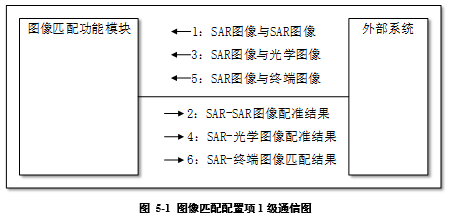 图像匹配功能模块
外部系统
1: SAR图像与SAR图像
3: SAR图像与光学图像
5: SAR图像与终端图像
2: SAR-SAR图像配准结果
4: SAR-光学图像配准结果
6: SAR-终端图像匹配结果
图 5-1 图像匹配配置项1级通信图